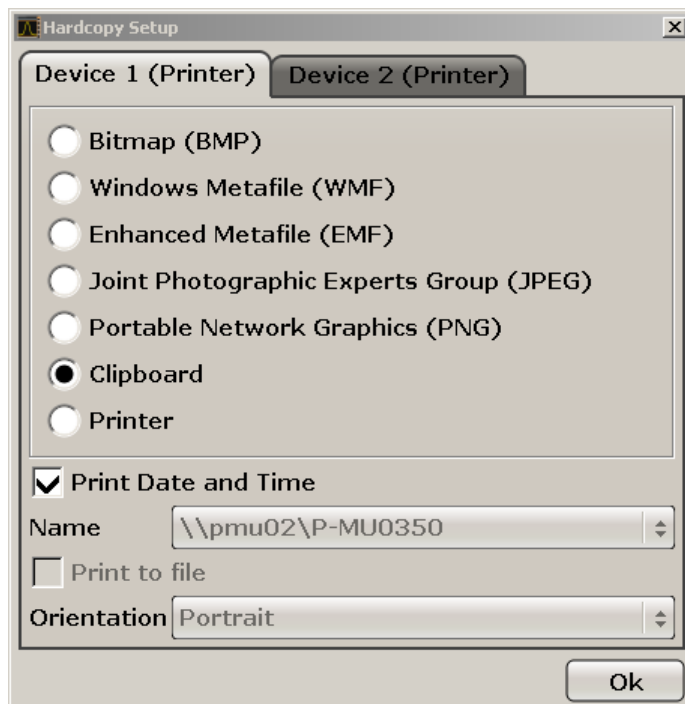 Hardcopy Setup
Device 1 (Printer) Device 2 (Printer)
Bitmap (BMP)
Windows Metafile (WMF)
Enhanced Metafile (EMF)
Joint Photographic Experts Group (JPEG)
Portable Network Graphics (PNG)
Clipboard
Printer
Print Date and Time
Name \\pmu02\P-MU0350
Print to file
Orientation Portrait
Ok